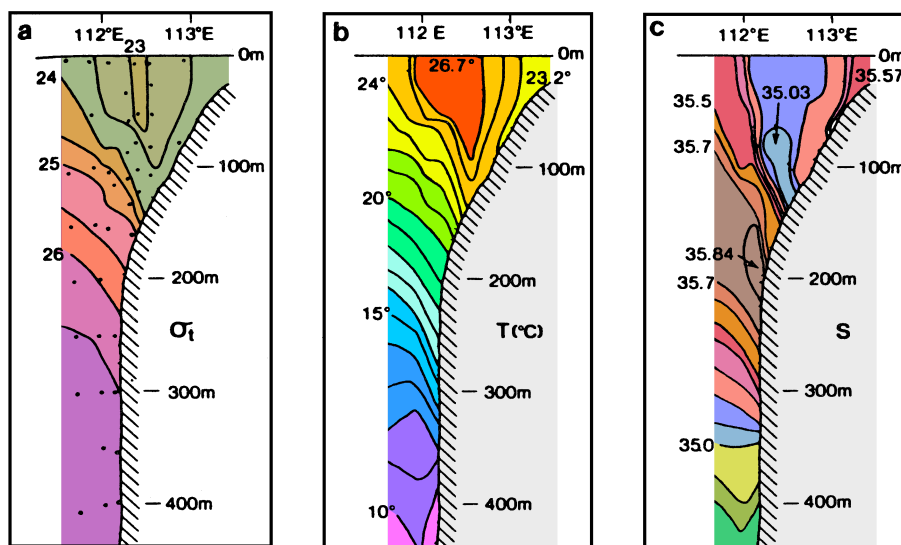 a
112°E 113°E
23
0m
24
25
100m
26
200m
σt
300m
400m
b
112°E 113°E
0m
26.7°
24°
23.2°
100m
20°
200m
15°
T(°C)
300m
10°
400m
c
112°E 113°E
0m
35.57
35.03
35.5
35.7
100m
35.84
35.7
200m
S
300m
35.0
400m